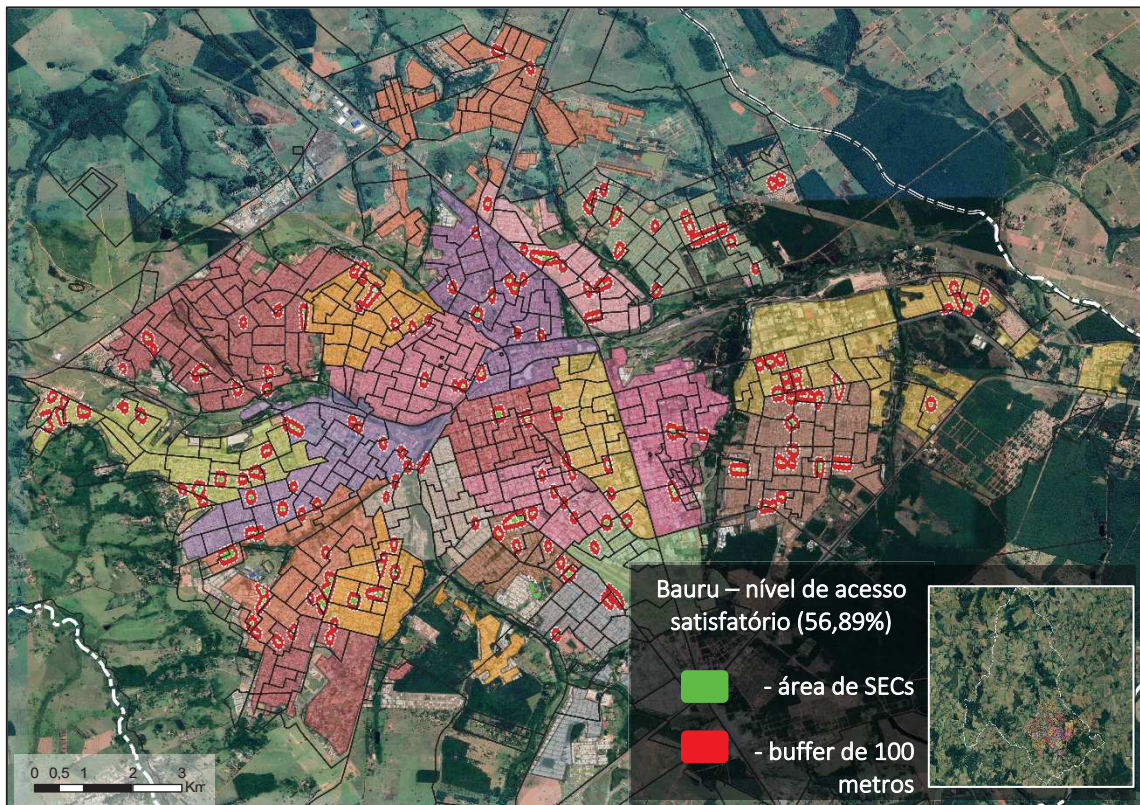 Bauru – nível de acesso
satisfatório (56,89%)
- área de SECs
- buffer de 100
metros
0 0,5 1 2 3
Km